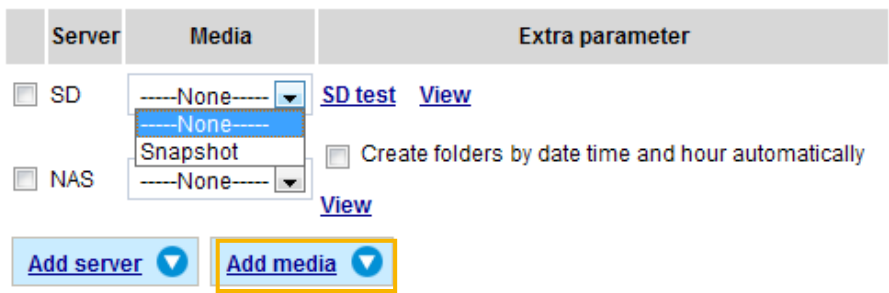 Server Media Extra parameter
SD -----None----- SD test View
-----None-----
Snapshot
Create folders by date time and hour automatically
NAS -----None-----
View
Add server Add media